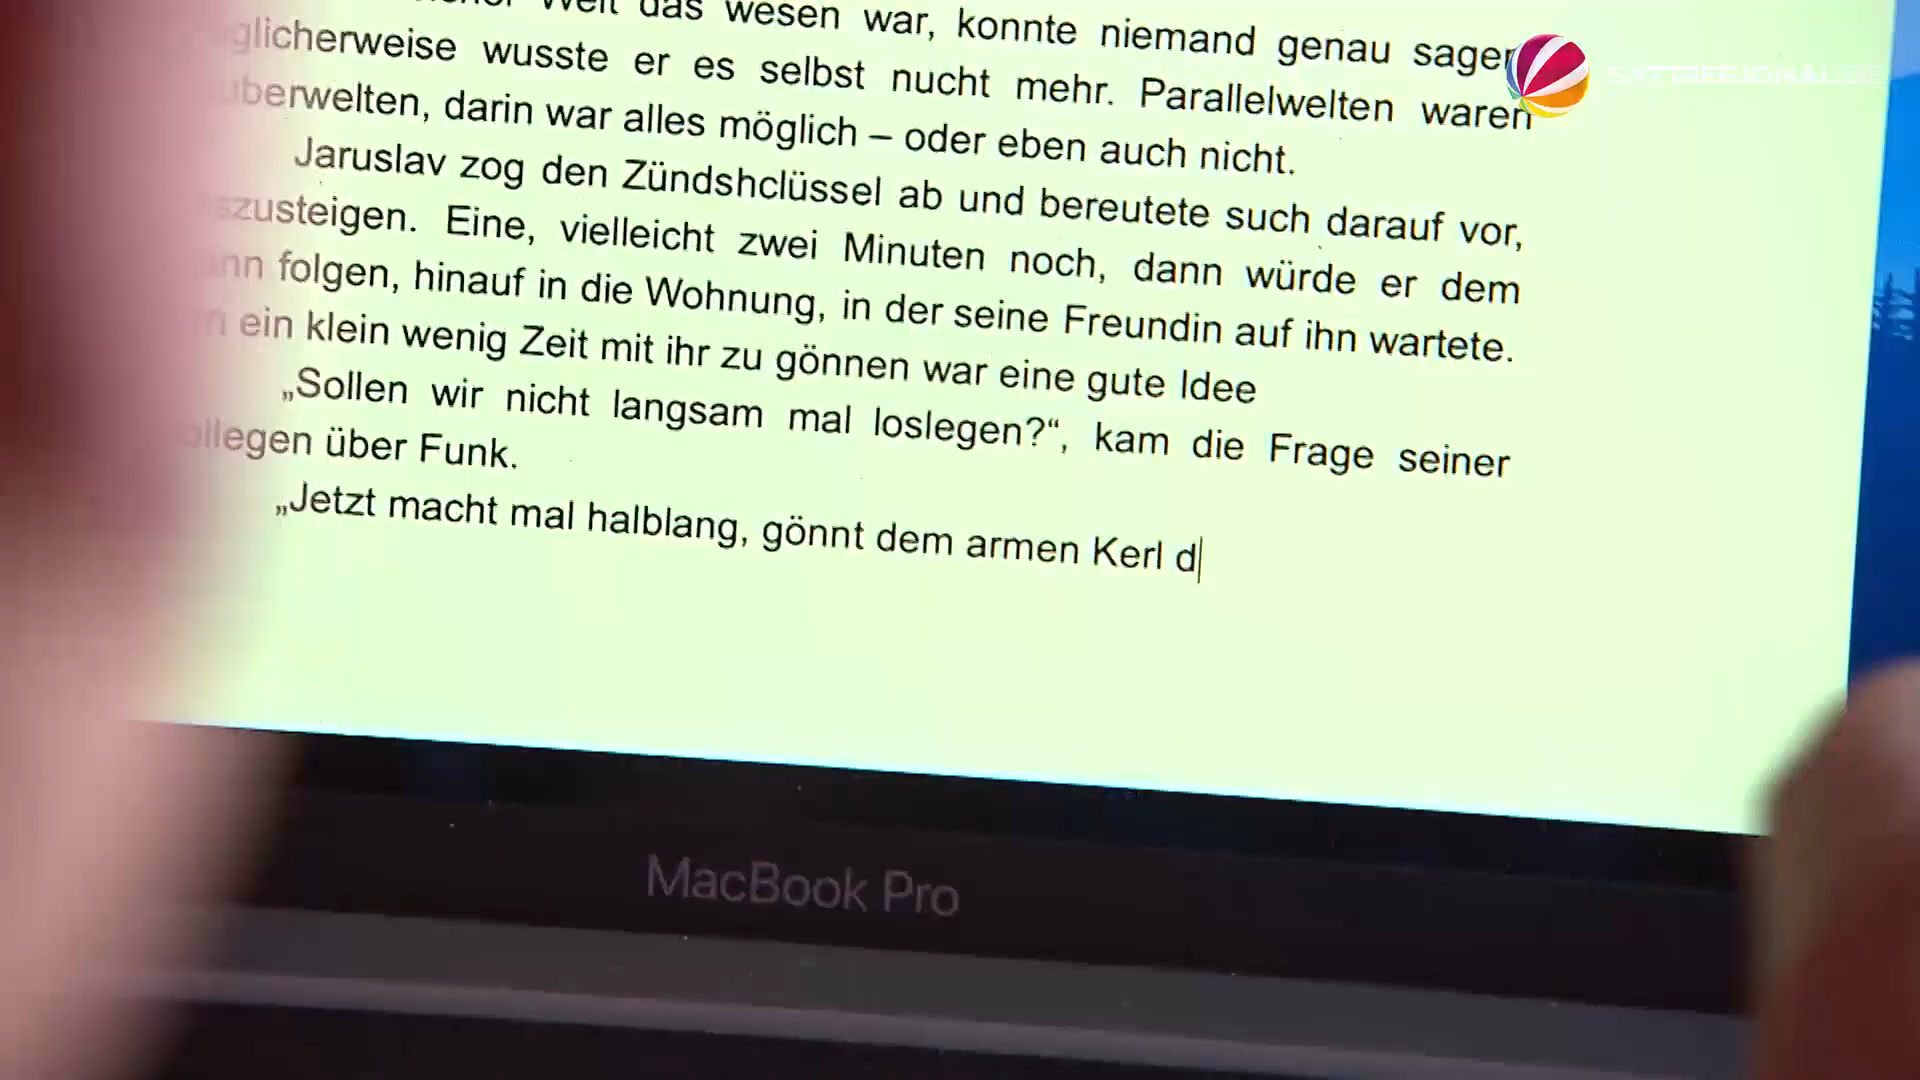 Welt das wesen war, konnte niemand genau sagen
glicherweise wusste er es selbst nucht mehr. Parallelwelten waren
uberwelten, darin war alles möglich – oder eben auch nicht.
Jaruslav zog den Zündshclüssel ab und bereutete such darauf vor,
szusteigen. Eine, vielleicht zwei Minuten noch, dann würde er dem
nn folgen, hinauf in die Wohnung, in der seine Freundin auf ihn wartete.
n ein klein wenig Zeit mit ihr zu gönnen war eine gute Idee
„Sollen wir nicht langsam mal loslegen?“, kam die Frage seiner
ollegen über Funk.
„Jetzt macht mal halblang, gönnt dem armen Kerl d
MacBook Pro